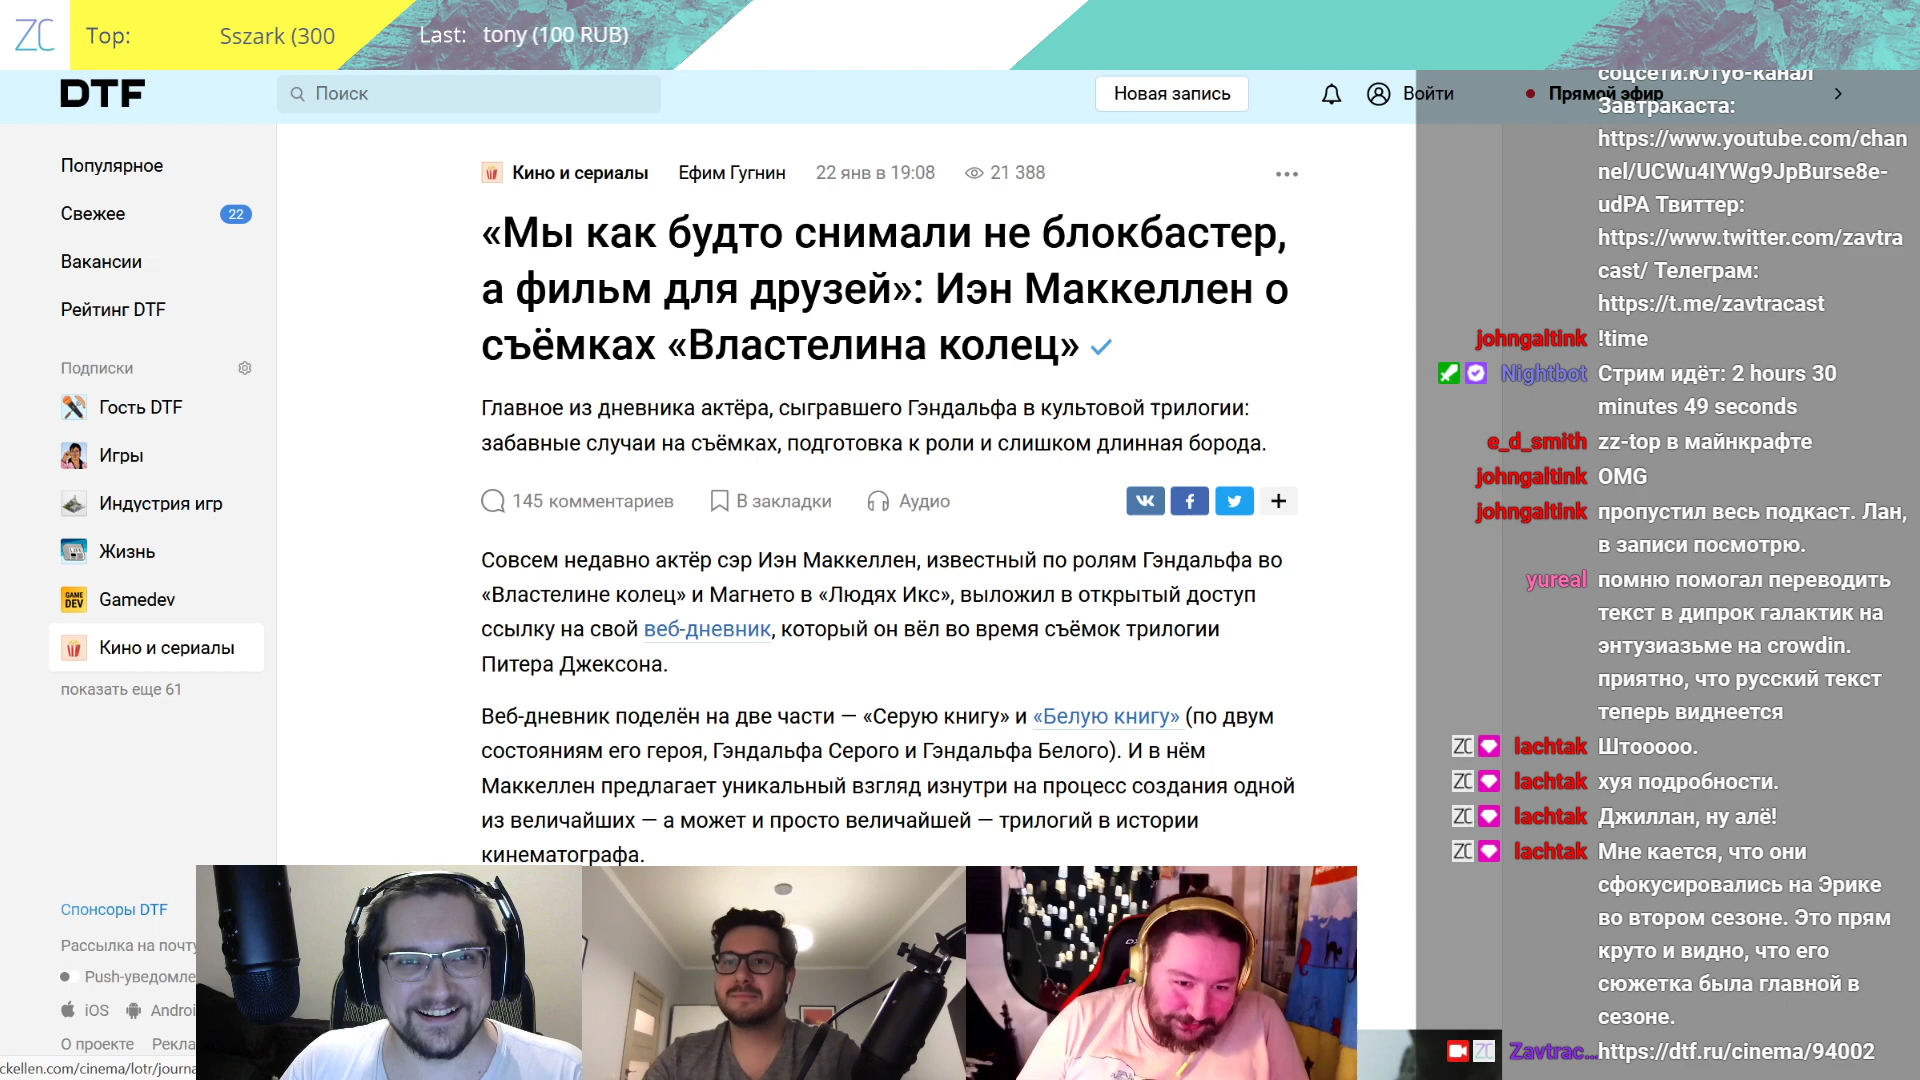 ZC Top: Sszark (300 Last: tony (100 RUB)
DTF Поиск Новая запись Войти Прямой эфир
Популярное
Свежее 22
Вакансии
Рейтинг DTF
Подписки
Гость DTF
Игры
Индустрия игр
Жизнь
GAME DEV Gamedev
Кино и сериалы
показать еще 61
Спонсоры DTF
Рассылка на почту
Push-уведомле
iOS Androi
О проекте Рекла
ckellen.com/cinema/lotr/journa
Кино и сериалы Ефим Гугнин 22 янв в 19:08 21 388
«Мы как будто снимали не блокбастер,
а фильм для друзей»: Иэн Маккеллен о
съёмках «Властелина колец»
Главное из дневника актёра, сыгравшего Гэндальфа в культовой трилогии:
забавные случаи на съёмках, подготовка к роли и слишком длинная борода.
145 комментариев В закладки Аудио
Совсем недавно актёр сэр Иэн Маккеллен, известный по ролям Гэндальфа во
«Властелине колец» и Магнето в «Людях Икс», выложил в открытый доступ
ссылку на свой веб-дневник, который он вёл во время съёмок трилогии
Питера Джексона.
Веб-дневник поделён на две части — «Серую книгу» и «Белую книгу» (по двум
состояниям его героя, Гэндальфа Серого и Гэндальфа Белого). И в нём
Маккеллен предлагает уникальный взгляд изнутри на процесс создания одной
из величайших — а может и просто величайшей — трилогий в истории
кинематографа.
соцсети:Ютуб-канал
Завтракаста:
https://www.youtube.com/chan
nel/UCWu4IYWg9JpBurse8e-
udPA Твиттер:
https://www.twitter.com/zavtra
cast/ Телеграм:
https://t.me/zavtracast
johngaltink !time
Nightbot Стрим идёт: 2 hours 30
minutes 49 seconds
e_d_smith zz-top в майнкрафте
johngaltink OMG
johngaltink пропустил весь подкаст. Лан,
в записи посмотрю.
yureal помню помогал переводить
текст в дипрок галактик на
энтузиазьме на crowdin.
приятно, что русский текст
теперь виднеется
ZC lachtak Штооооо.
ZC lachtak хуя подробности.
ZC lachtak Джиллан, ну алё!
ZC lachtak Мне кается, что они
сфокусировались на Эрике
во втором сезоне. Это прям
круто и видно, что его
сюжетка была главной в
сезоне.
ZC Zavtrac... https://dtf.ru/cinema/94002